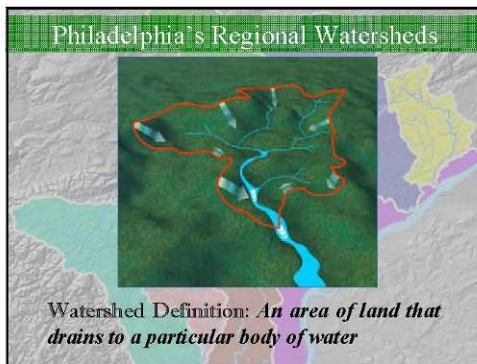 Philadelphia's Regional Watersheds
Watershed Definition: An area of land that
drains to a particular body of water